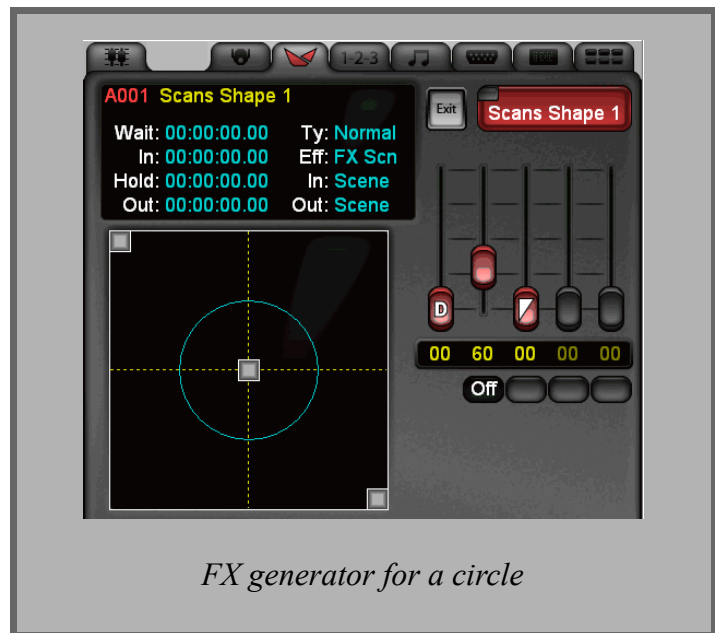 1-2-3
A001 Scans Shape 1
Exit
Scans Shape 1
Wait: 00:00:00.00 Ty: Normal
In: 00:00:00.00 Eff: FX Scn
Hold: 00:00:00.00 In: Scene
Out: 00:00:00.00 Out: Scene
D
00 60 00 00 00
Off
FX generator for a circle